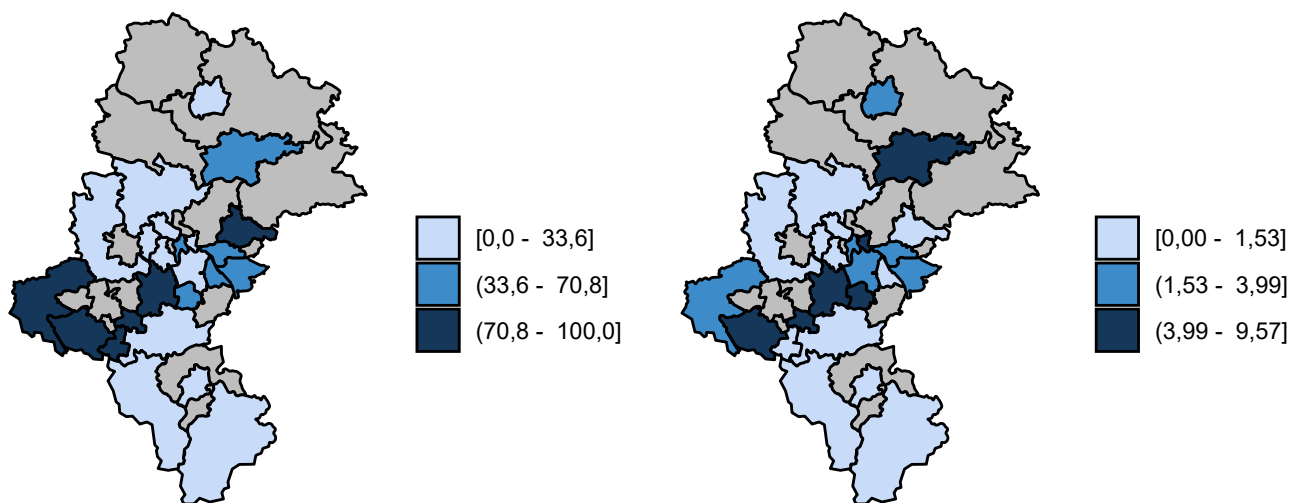 [0,0 - 33,6]
(33,6 - 70,8]
(70,8 - 100,0]
[0,00 - 1,53]
(1,53 - 3,99]
(3,99 - 9,57]